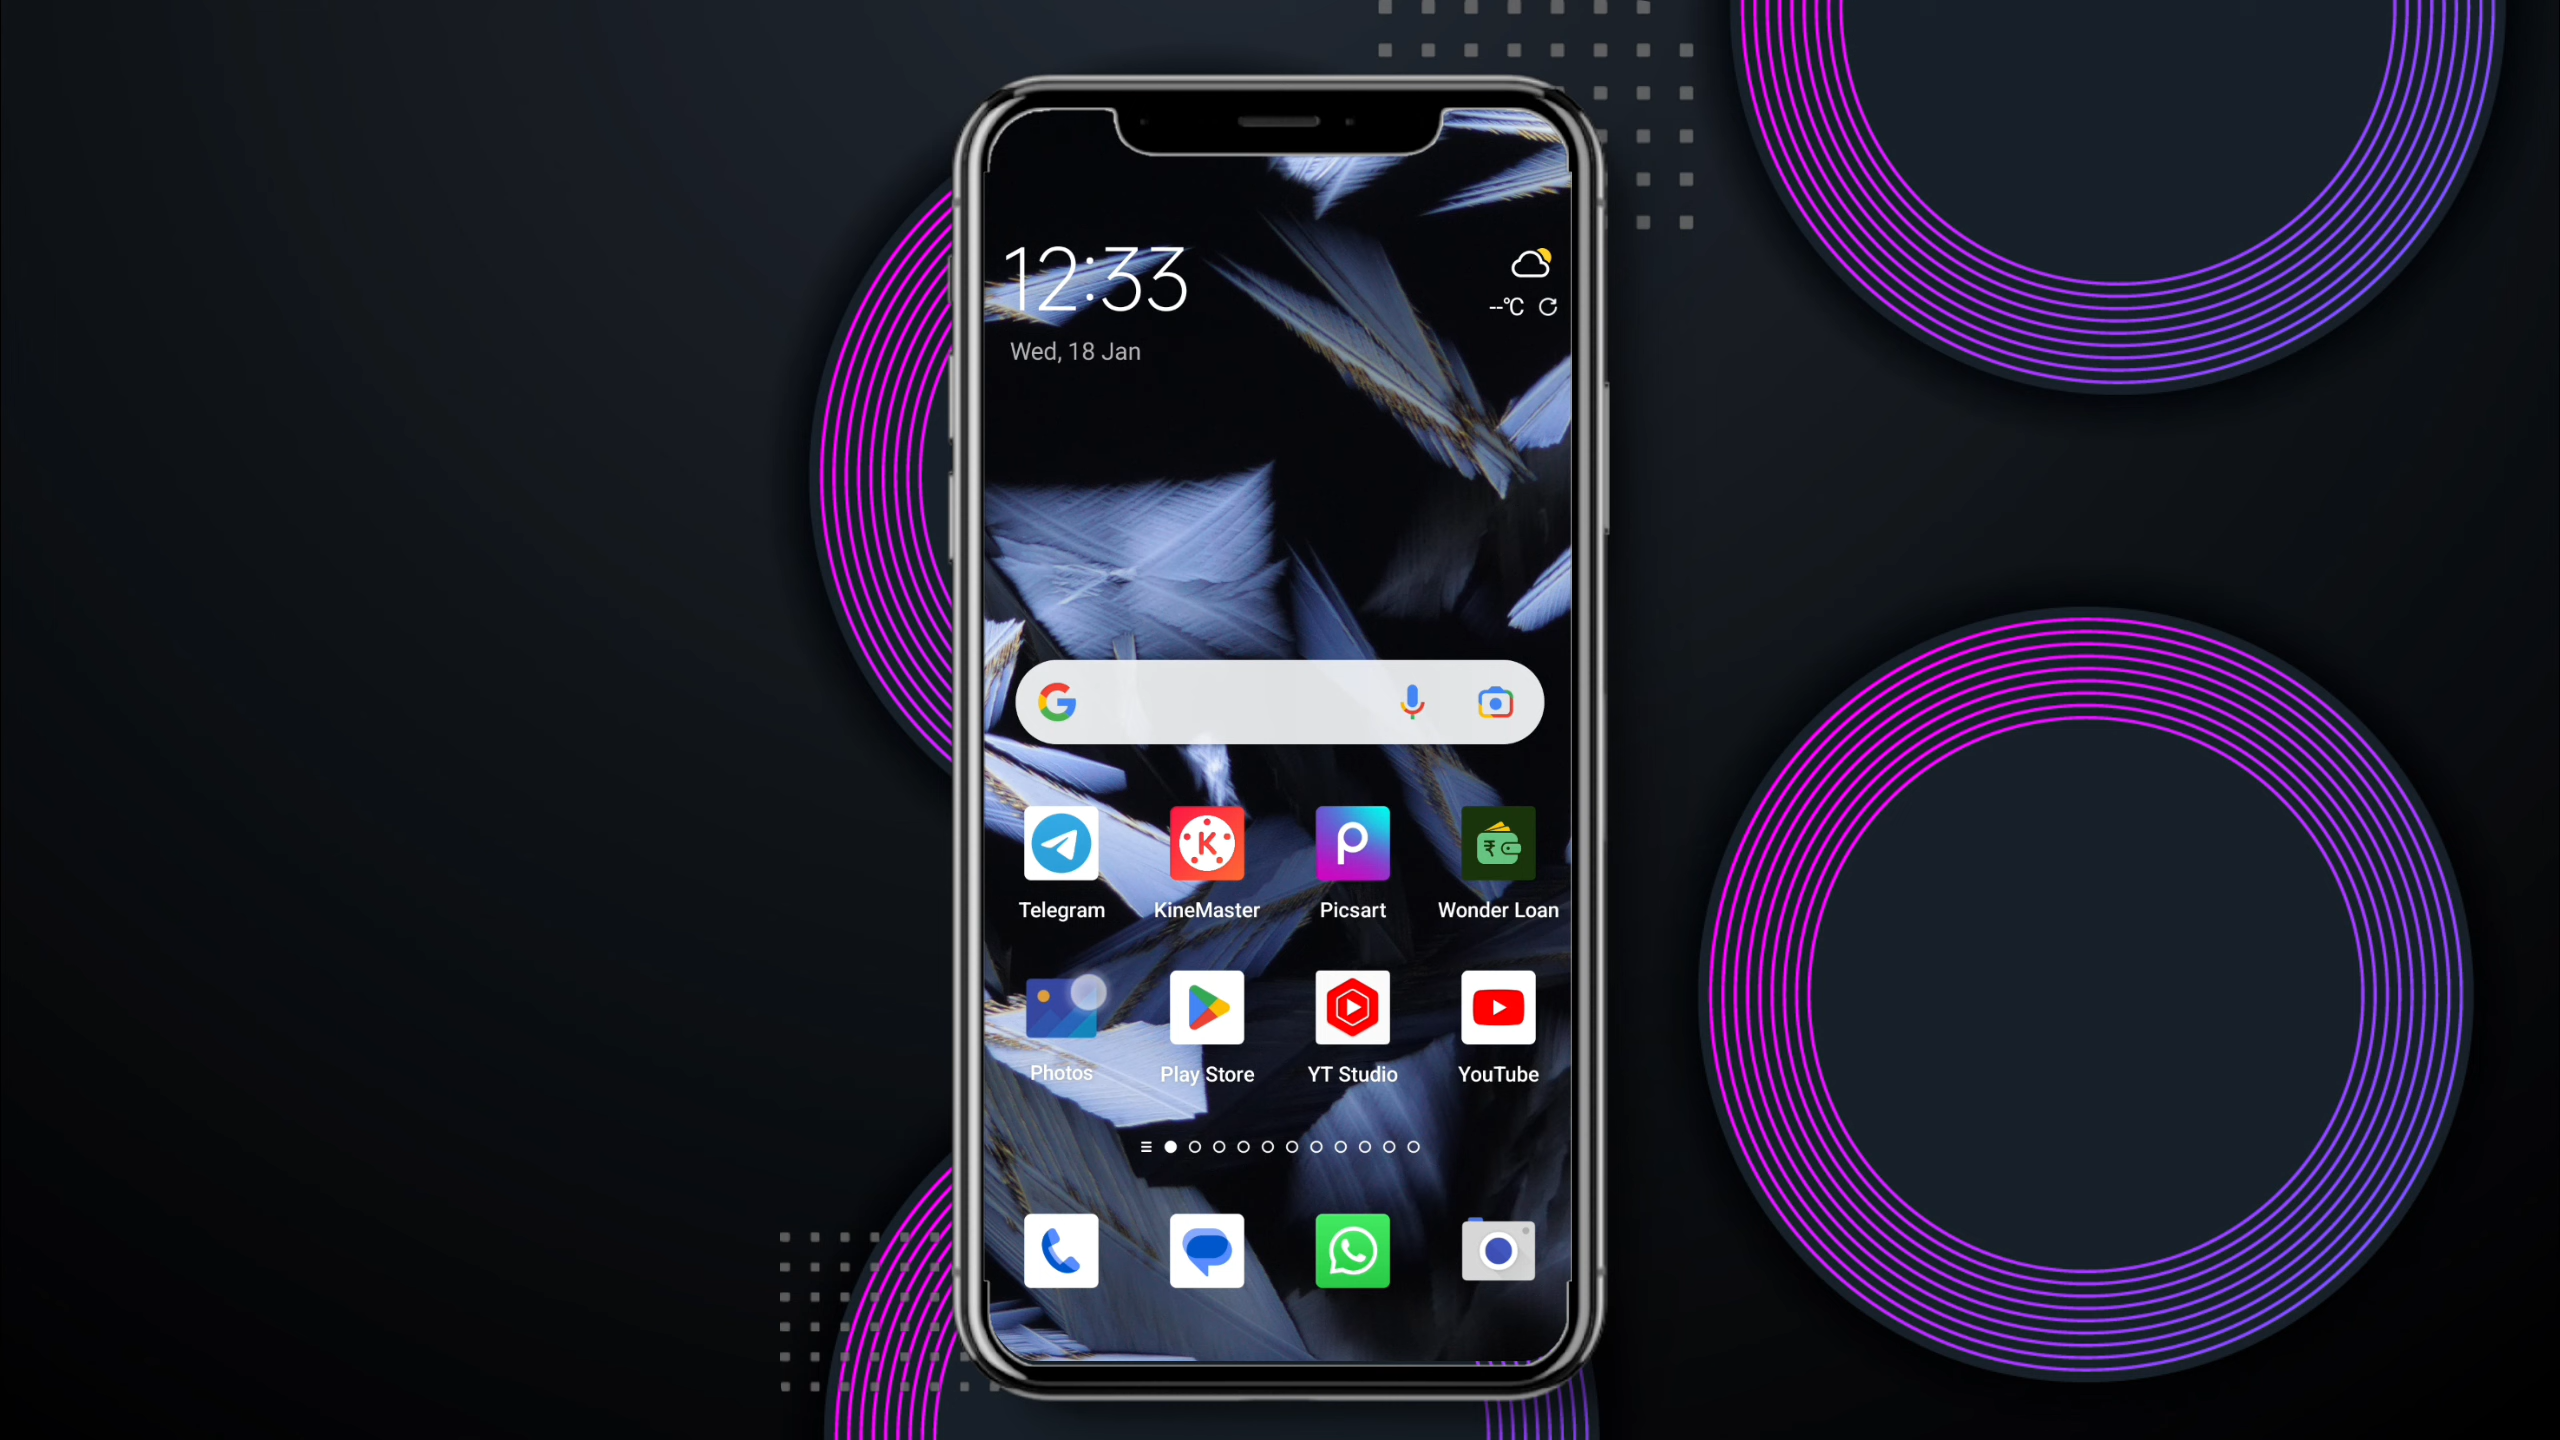 12:33
--°C
Wed, 18 Jan
Telegram
KineMaster
Picsart
Wonder Loan
Photos
Play Store
YT Studio
YouTube